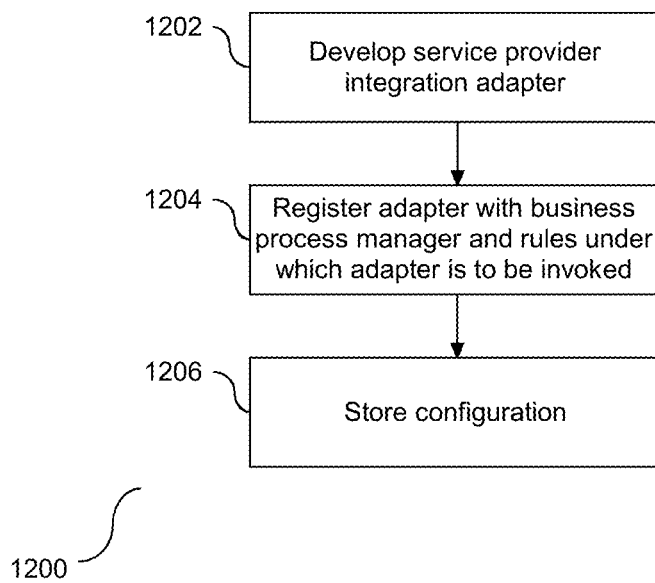 1202
Develop service provider
integration adapter
1204
Register adapter with business
process manager and rules under
which adapter is to be invoked
1206
Store configuration
1200